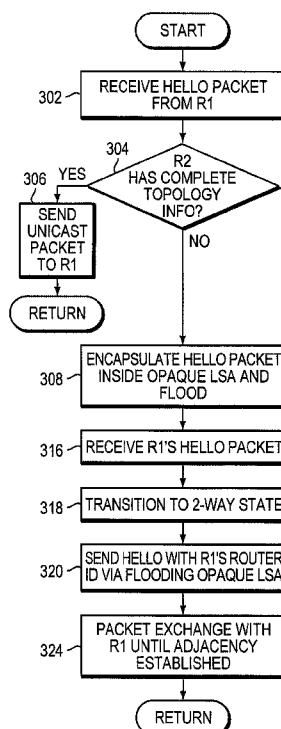 START
302
RECEIVE HELLO PACKET
FROM R1
304
R2
HAS COMPLETE
TOPOLOGY
INFO?
YES
306
SEND
UNICAST
PACKET
TO R1
NO
RETURN
308
ENCAPSULATE HELLO PACKET
INSIDE OPAQUE LSA AND
FLOOD
316
RECEIVE R1'S HELLO PACKET
318
TRANSITION TO 2-WAY STATE
320
SEND HELLO WITH R1'S ROUTER
ID VIA FLOODING OPAQUE LSA
324
PACKET EXCHANGE WITH
R1 UNTIL ADJACENCY
ESTABLISHED
RETURN